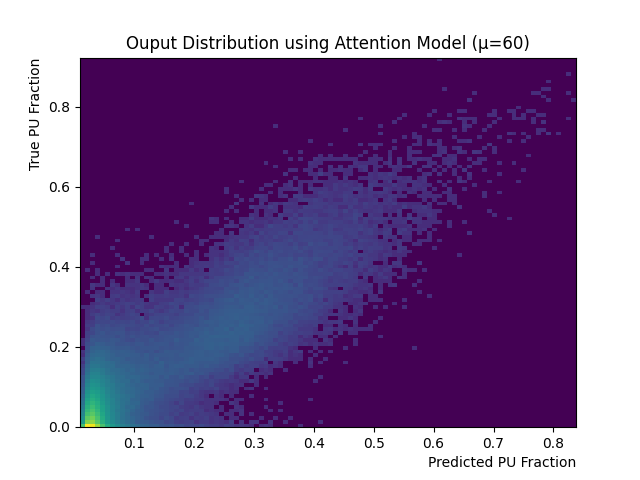 Ouput Distribution using Attention Model (μ=60)
True PU Fraction
0.8
0.6
0.4
0.2
0.0
0.1 0.2 0.3 0.4 0.5 0.6 0.7 0.8
Predicted PU Fraction